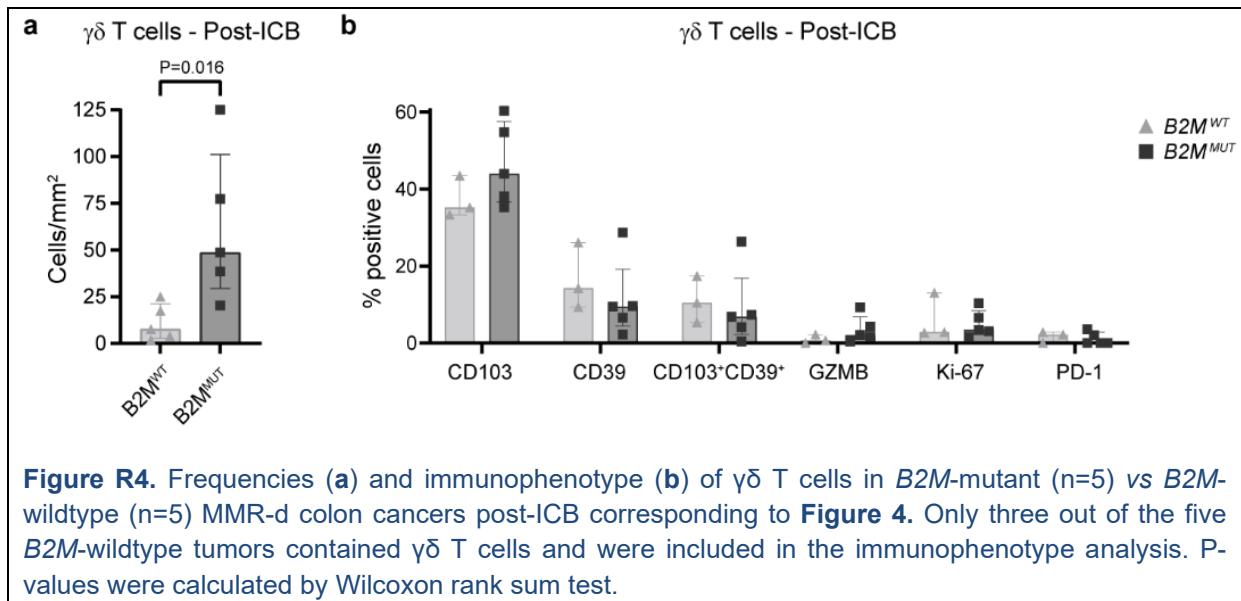 a γδ T cells - Post-ICB
b γδ T cells - Post-ICB
P=0.016
125
100
75
50
25
0
Cells/mm²
B2M^WT
B2M^MUT
60
40
20
0
% positive cells
CD103
CD39
CD103⁺CD39⁺
GZMB
Ki-67
PD-1
B2M^WT
B2M^MUT
Figure R4. Frequencies (a) and immunophenotype (b) of γδ T cells in B2M-mutant (n=5) vs B2M-
wildtype (n=5) MMR-d colon cancers post-ICB corresponding to Figure 4. Only three out of the five
B2M-wildtype tumors contained γδ T cells and were included in the immunophenotype analysis. P-
values were calculated by Wilcoxon rank sum test.